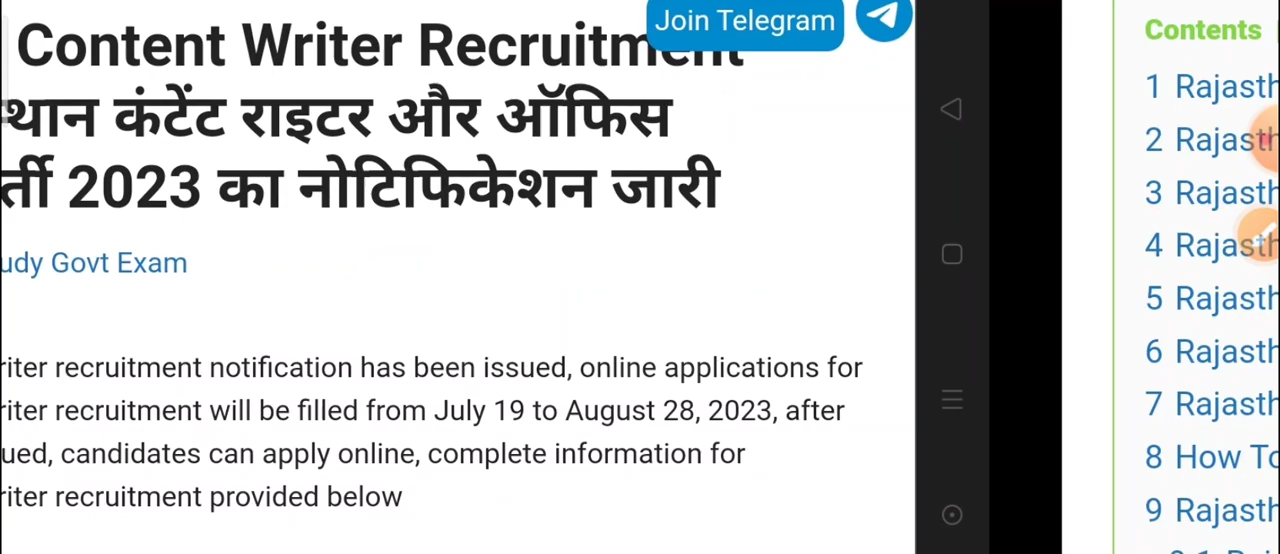 Join Telegram
Content Writer Recruitment
थान कंटेंट राइटर और ऑफिस
र्ती 2023 का नोटिफिकेशन जारी
udy Govt Exam
riter recruitment notification has been issued, online applications for
riter recruitment will be filled from July 19 to August 28, 2023, after
ued, candidates can apply online, complete information for
riter recruitment provided below
Contents
1 Rajasth
2 Rajasth
3 Rajasth
4 Rajasth
5 Rajasth
6 Rajasth
7 Rajasth
8 How To
9 Rajasth